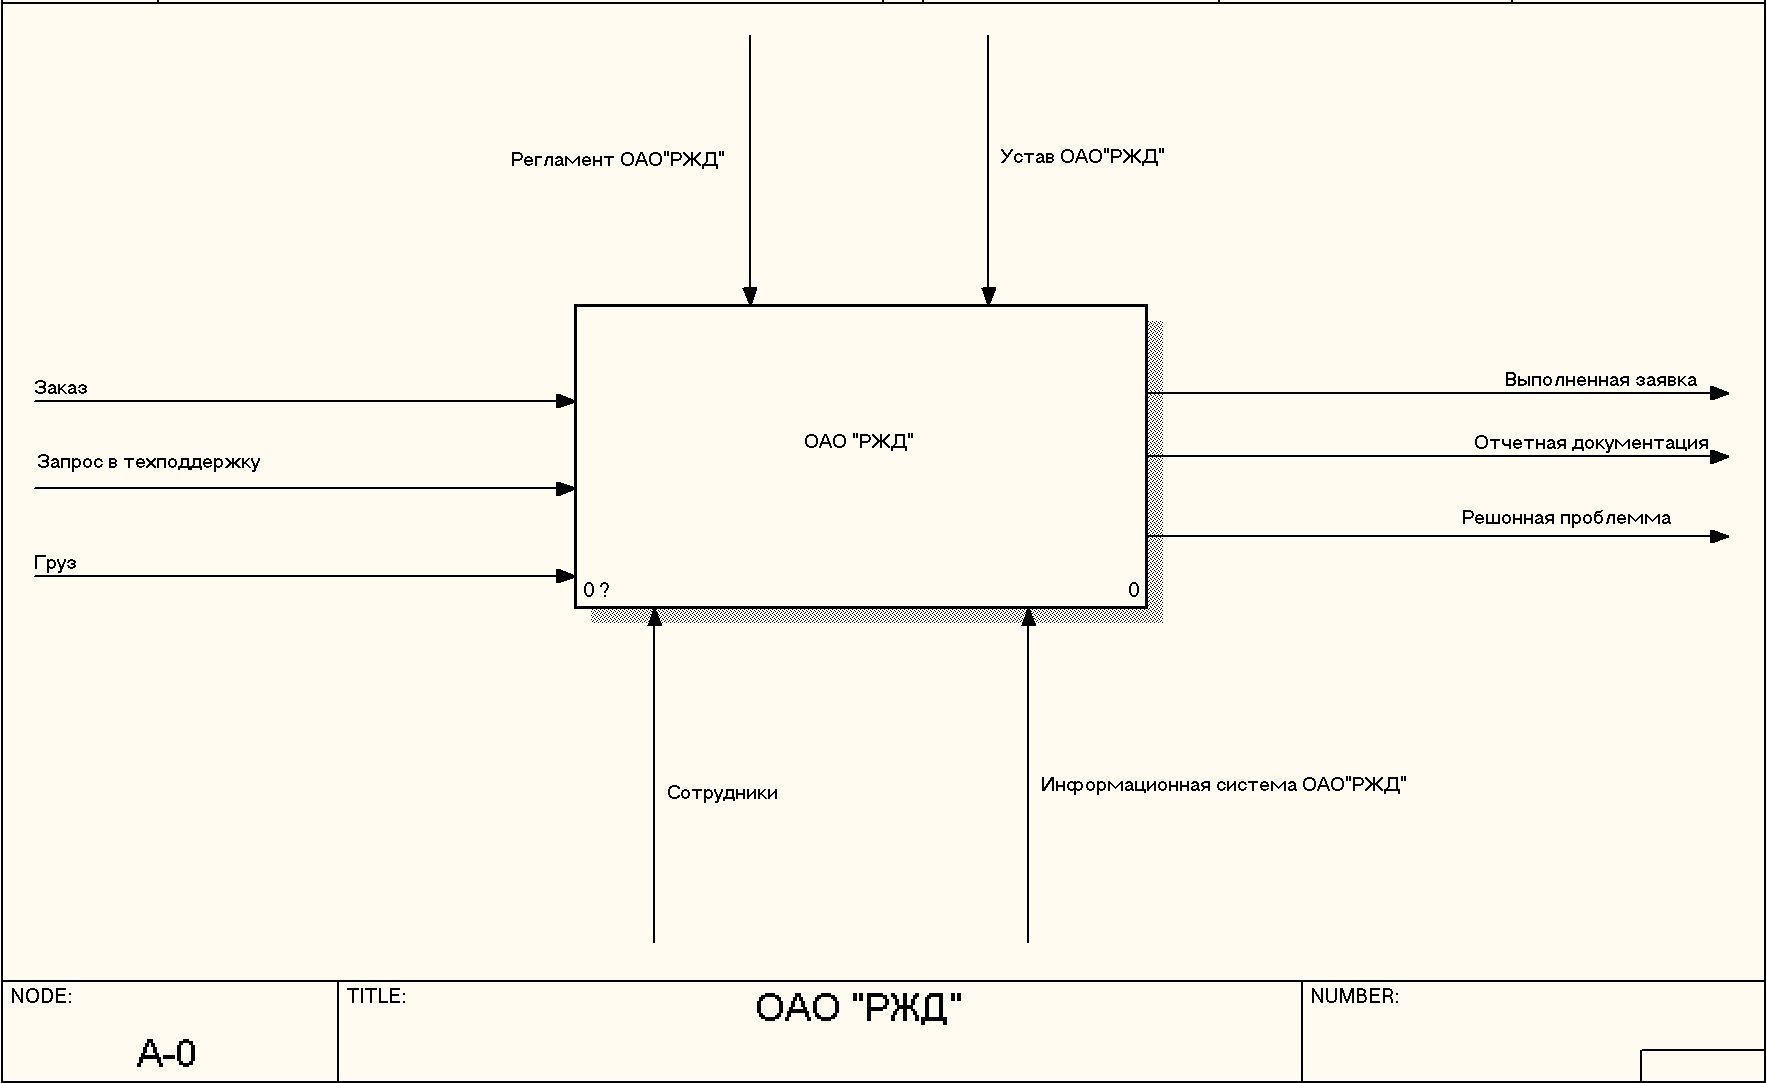 Регламент ОАО"РЖД"
Устав ОАО"РЖД"
Заказ
Запрос в техподдержку
Груз
ОАО "РЖД"
0 ?
0
Выполненная заявка
Отчетная документация
Решонная проблемма
Сотрудники
Информационная система ОАО"РЖД"
NODE:
A-0
TITLE:
ОАО "РЖД"
NUMBER: